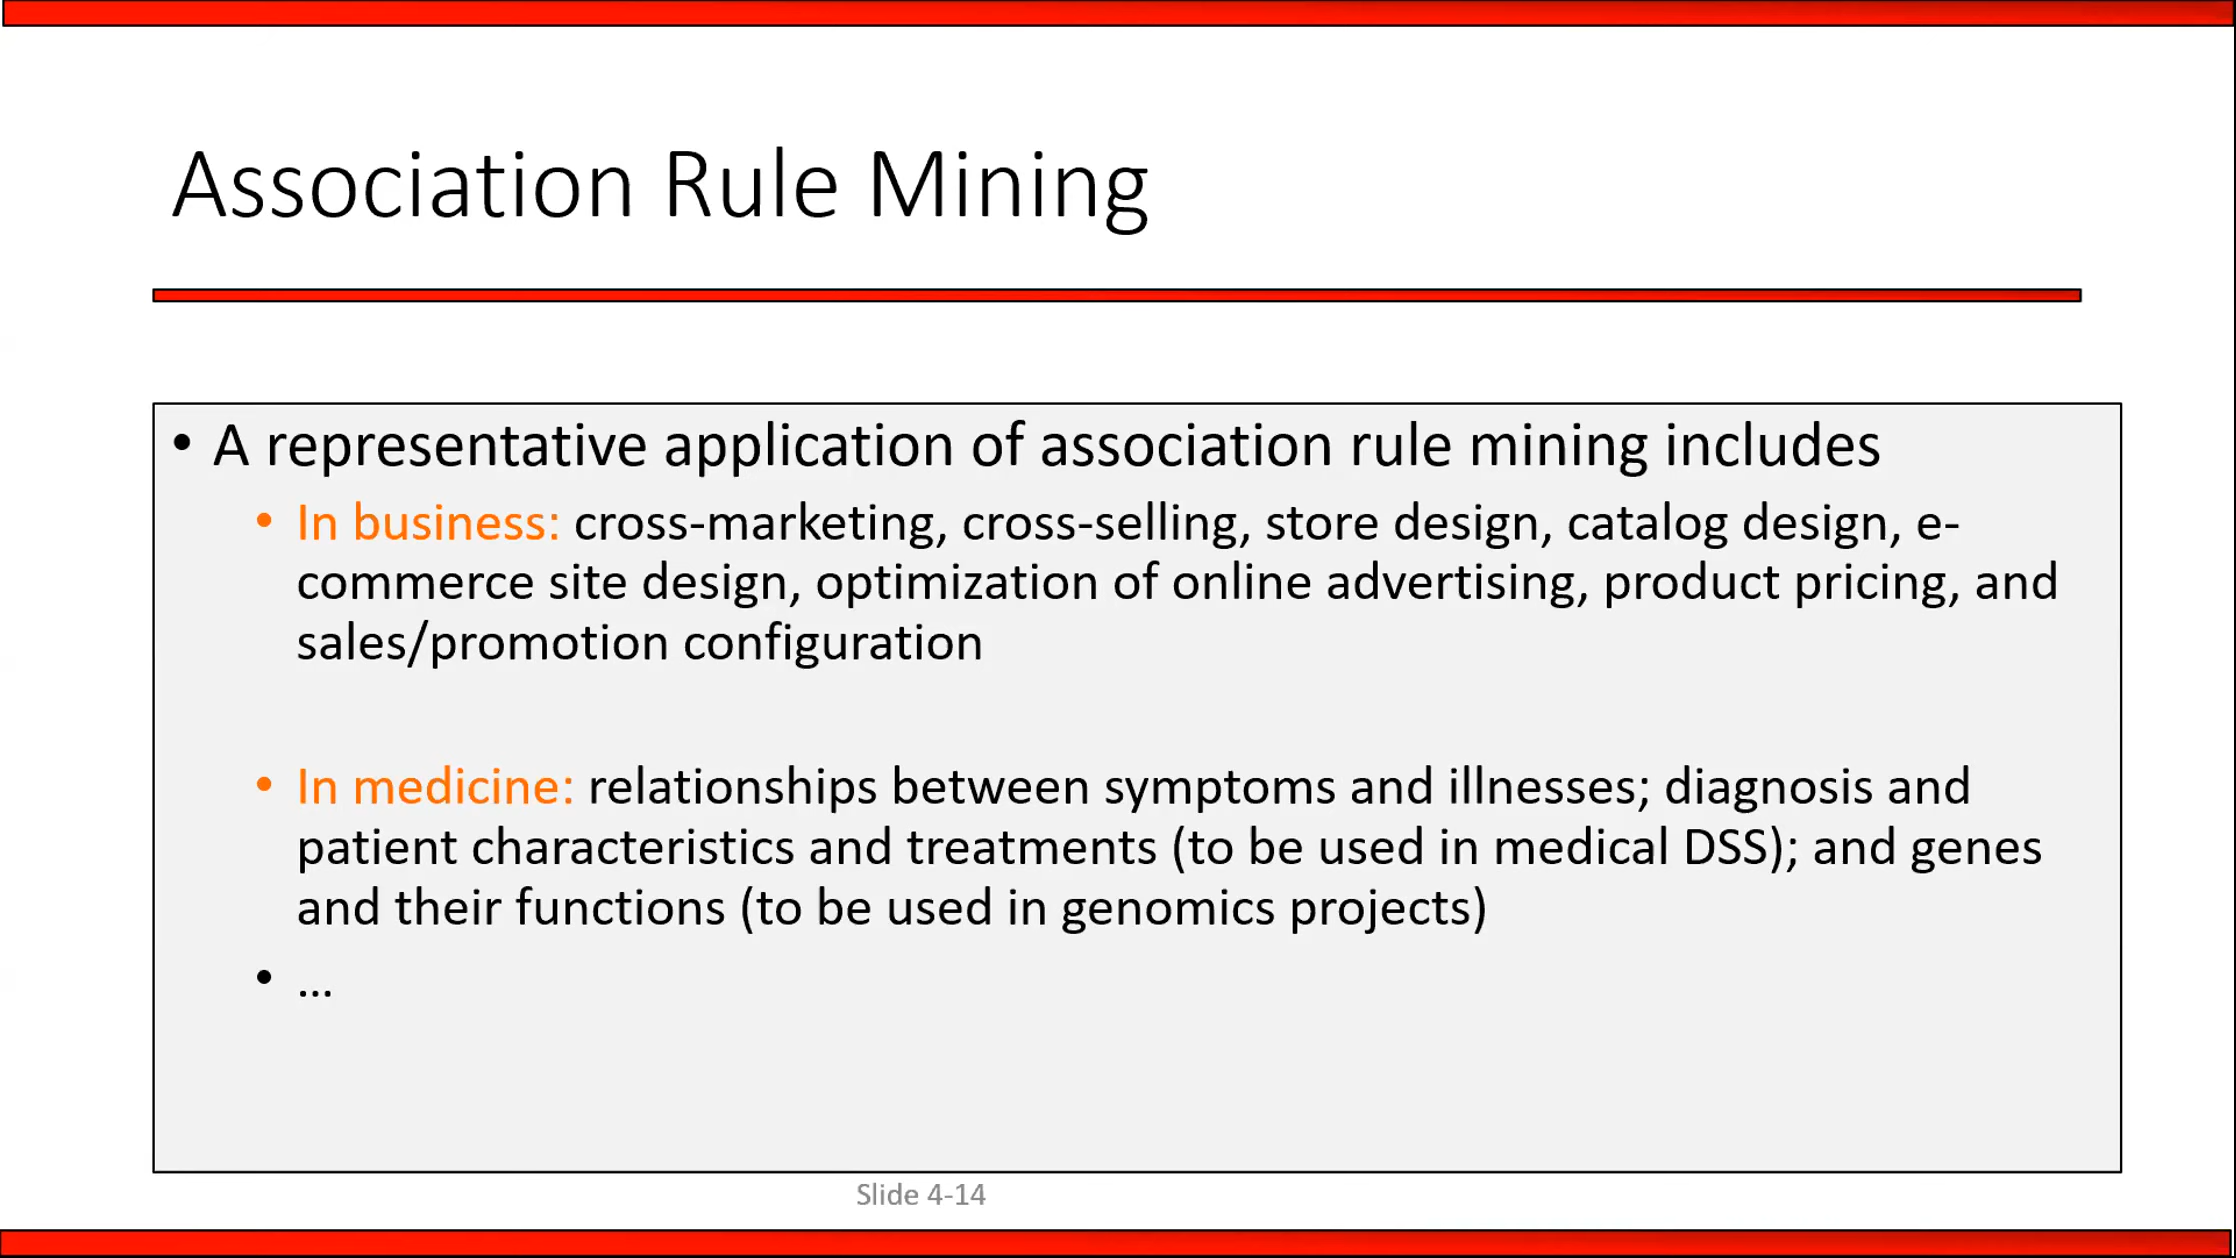 Association Rule Mining
• A representative application of association rule mining includes
• In business: cross-marketing, cross-selling, store design, catalog design, e-
commerce site design, optimization of online advertising, product pricing, and
sales/promotion configuration
• In medicine: relationships between symptoms and illnesses; diagnosis and
patient characteristics and treatments (to be used in medical DSS); and genes
and their functions (to be used in genomics projects)
• ...
Slide 4-14